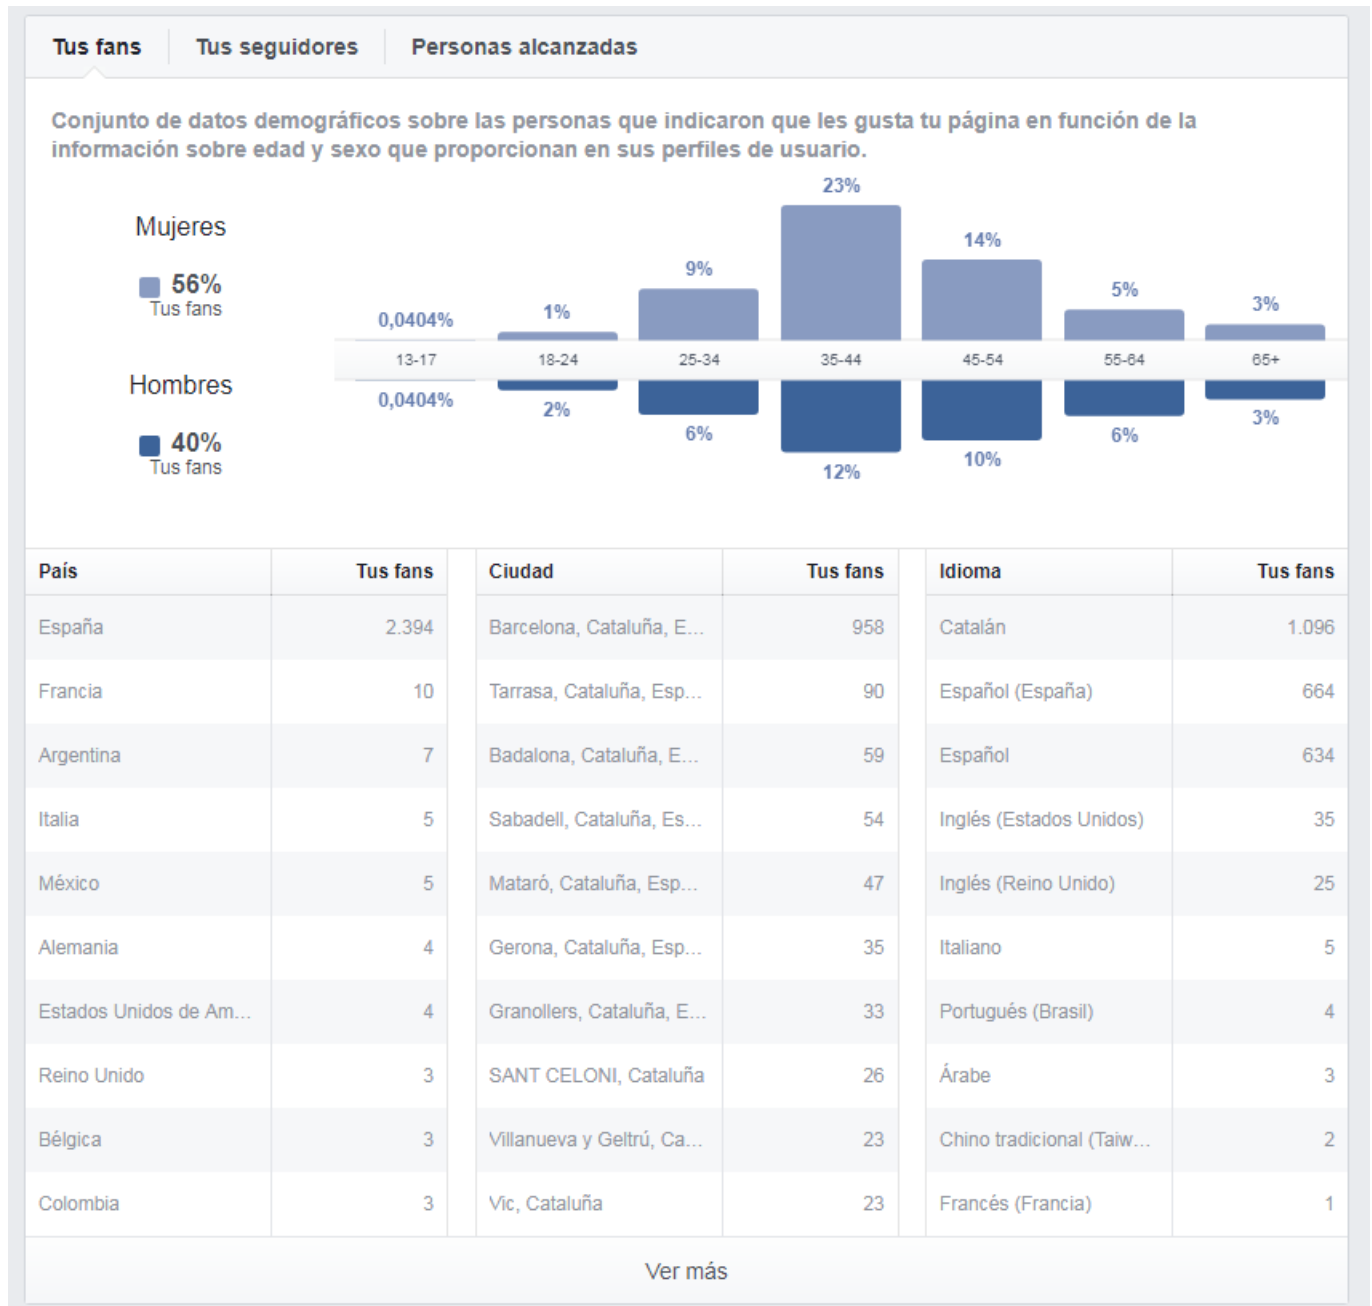 Tus fans Tus seguidores Personas alcanzadas
Conjunto de datos demográficos sobre las personas que indicaron que les gusta tu página en función de la
información sobre edad y sexo que proporcionan en sus perfiles de usuario.
Mujeres
56%
Tus fans
0,0404% 1% 9% 23% 14% 5% 3%
13-17 18-24 25-34 35-44 45-54 55-64 65+
Hombres
40%
Tus fans
0,0404% 2% 6% 12% 10% 6% 3%
País Tus fans Ciudad Tus fans Idioma Tus fans
España 2.394 Barcelona, Cataluña, E... 958 Catalán 1.096
Francia 10 Tarrasa, Cataluña, Esp... 90 Español (España) 664
Argentina 7 Badalona, Cataluña, E... 59 Español 634
Italia 5 Sabadell, Cataluña, Es... 54 Inglés (Estados Unidos) 35
México 5 Mataró, Cataluña, Esp... 47 Inglés (Reino Unido) 25
Alemania 4 Gerona, Cataluña, Esp... 35 Italiano 5
Estados Unidos de Am... 4 Granollers, Cataluña, E... 33 Portugués (Brasil) 4
Reino Unido 3 SANT CELONI, Cataluña 26 Árabe 3
Bélgica 3 Villanueva y Geltrú, Ca... 23 Chino tradicional (Taiw... 2
Colombia 3 Vic, Cataluña 23 Francés (Francia) 1
Ver más